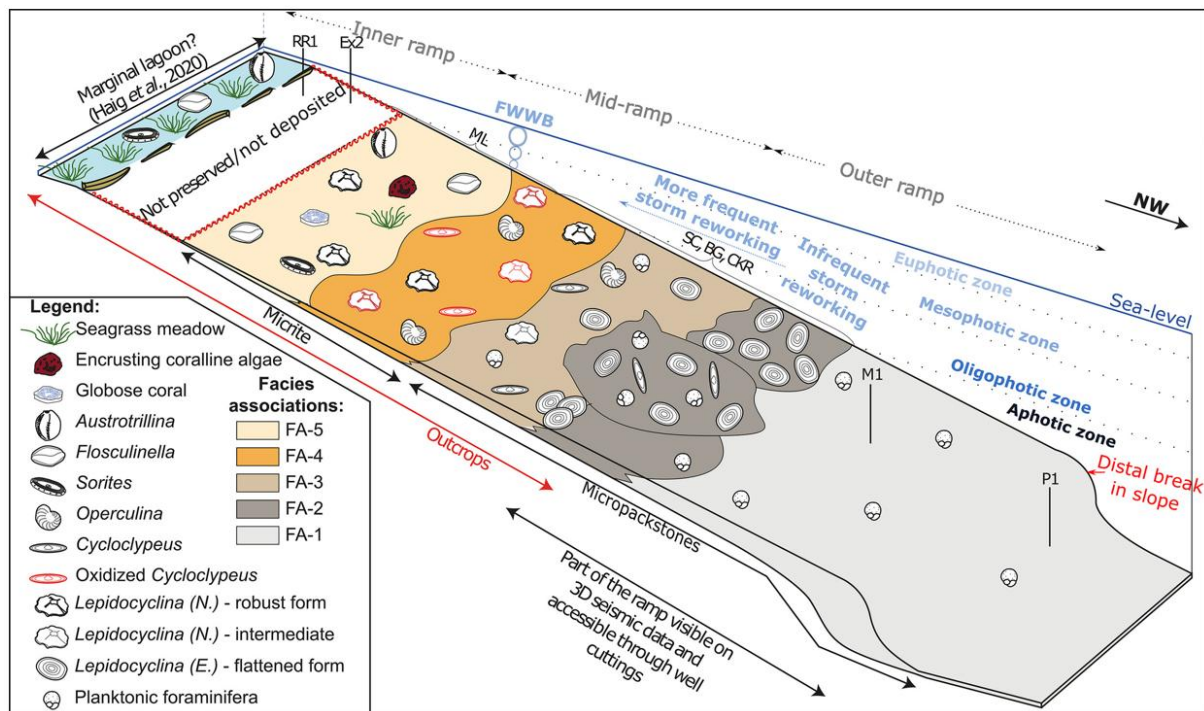 Marginal lagoon?
(Haig et al., 2020)
RR1
Ex2
Inner ramp
Mid-ramp
Outer ramp
NW
Not preserved/not deposited
ML
FWWB
More frequent
storm reworking
SC, BG, CKR
Infrequent
storm
reworking
Euphotic zone
Mesophotic zone
Oligophotic zone
Aphotic zone
Sea-level
M1
P1
Distal break
in slope
Micrite
Outcrops
Micropackstones
Part of the ramp visible on
3D seismic data and
accessible through well
cuttings
Legend:
Seagrass meadow
Encrusting coralline algae
Globose coral
Austrotrillina
Flosculinella
Sorites
Operculina
Cycloclypeus
Oxidized Cycloclypeus
Lepidocyclina (N.) - robust form
Lepidocyclina (N.) - intermediate
Lepidocyclina (E.) - flattened form
Planktonic foraminifera
Facies
associations:
FA-5
FA-4
FA-3
FA-2
FA-1